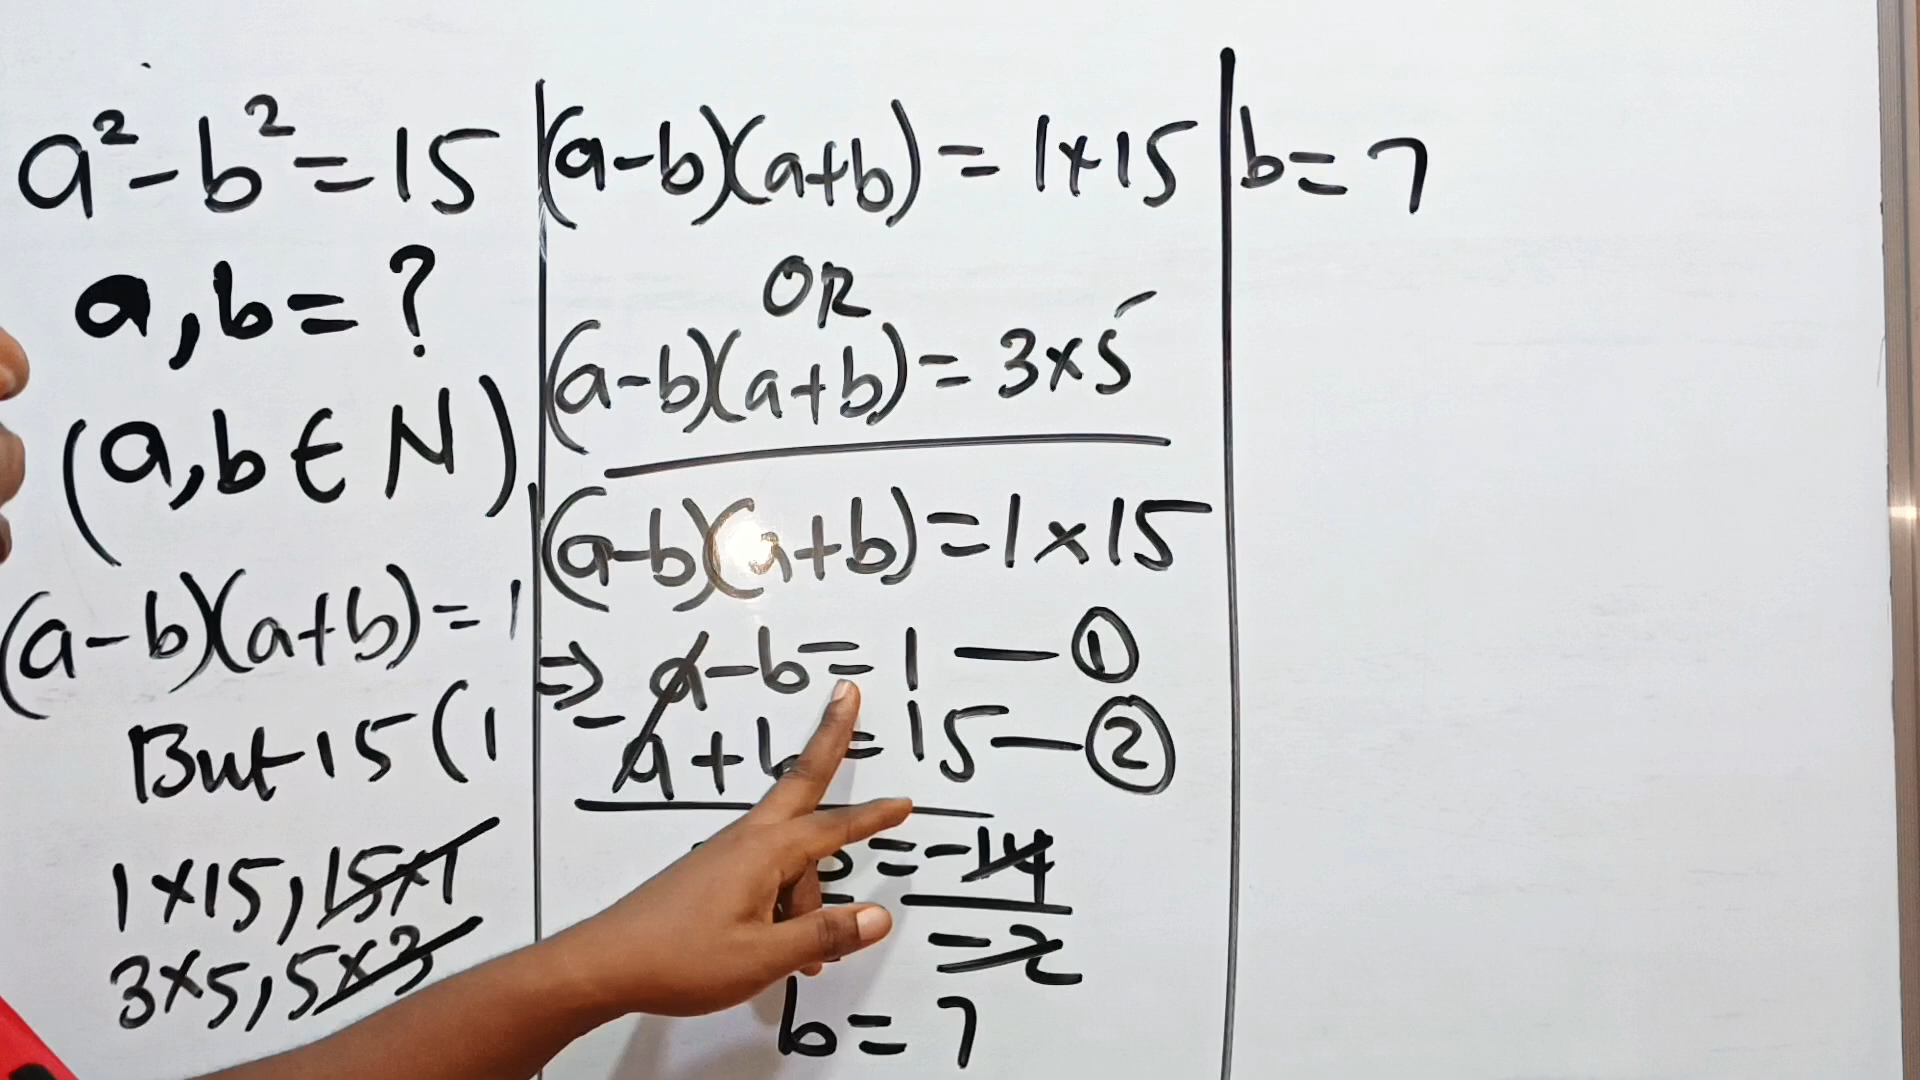 a²-b²=15
a,b=?
(a,b∈N)
(a-b)(a+b)=1
But 15 (1
1×15, 15×1
3×5, 5×3
(a-b)(a+b)=1×15
OR
(a-b)(a+b)=3×5
(a-b)(a+b)=1×15
⇒ a-b=1 — ①
- a+b=15 — ②
=-14
-2
b=7
b=7